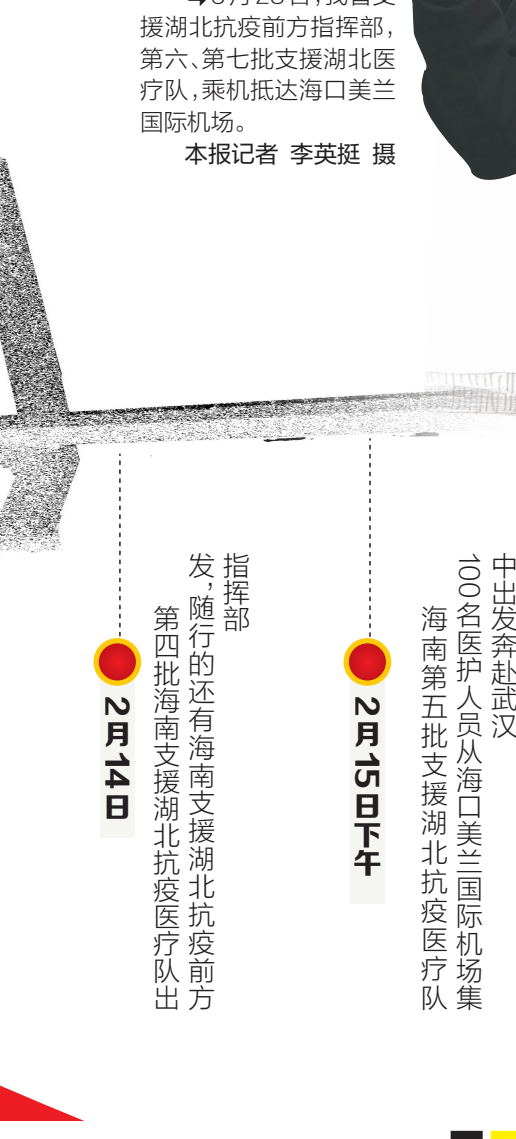 日,我省支
援湖北抗疫前方指挥部,
第六、第七批支援湖北医
疗队,乘机抵达海口美兰
国际机场。
本报记者 李英挺 摄
2月14日
第四批海南支援湖北抗疫医疗队出
发,随行的还有海南支援湖北抗疫前方
指挥部
2月15日下午
海南第五批支援湖北抗疫医疗队
100名医护人员从海口美兰国际机场集
中出发奔赴武汉